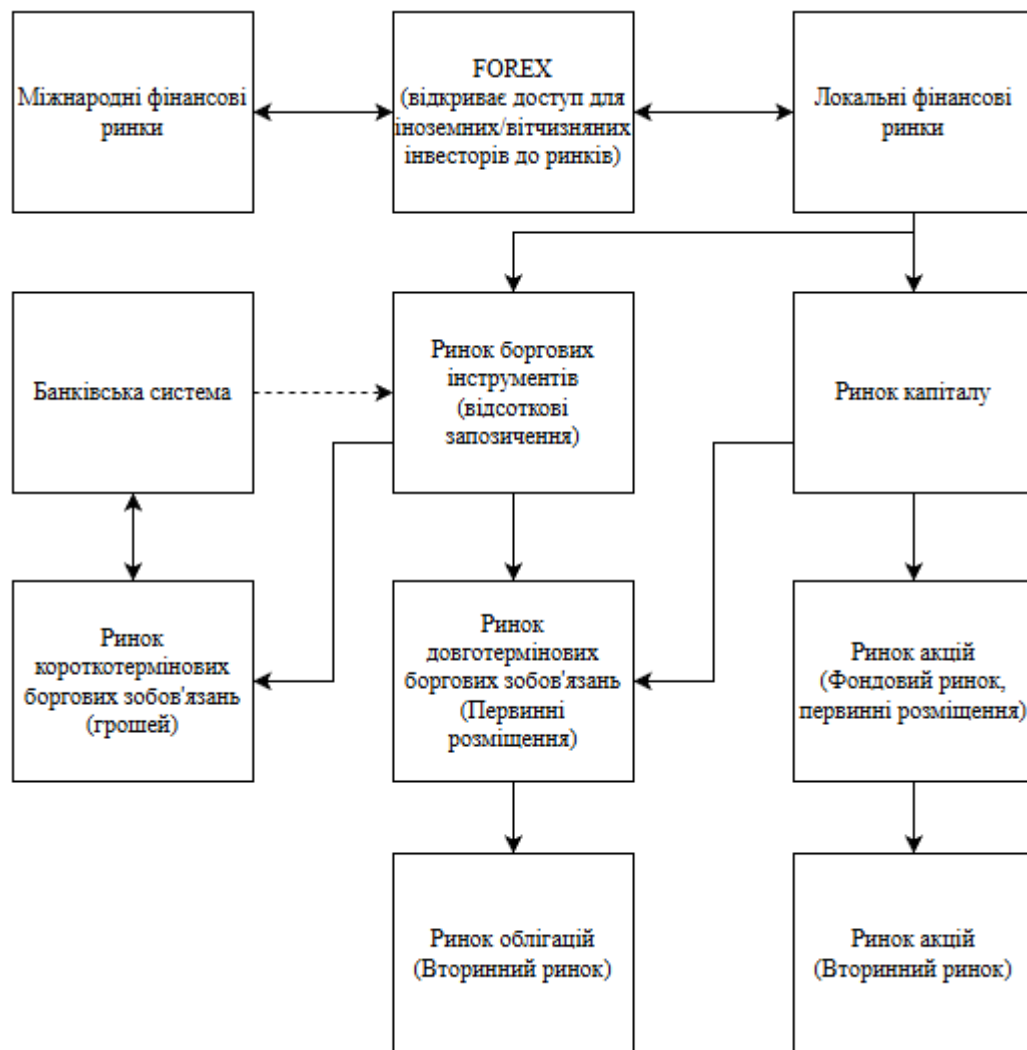 Міжнародні фінансові
ринки
FOREX
(відкриває доступ для
іноземних/вітчизняних
інвесторів до ринків)
Локальні фінансові
ринки
Банківська система
Ринок боргових
інструментів
(відсоткові
запозичення)
Ринок капіталу
Ринок
короткотермінових
боргових зобов'язань
(грошей)
Ринок
довготермінових
боргових зобов'язань
(Первинні
розміщення)
Ринок акцій
(Фондовий ринок,
первинні розміщення)
Ринок облігацій
(Вторинний ринок)
Ринок акцій
(Вторинний ринок)